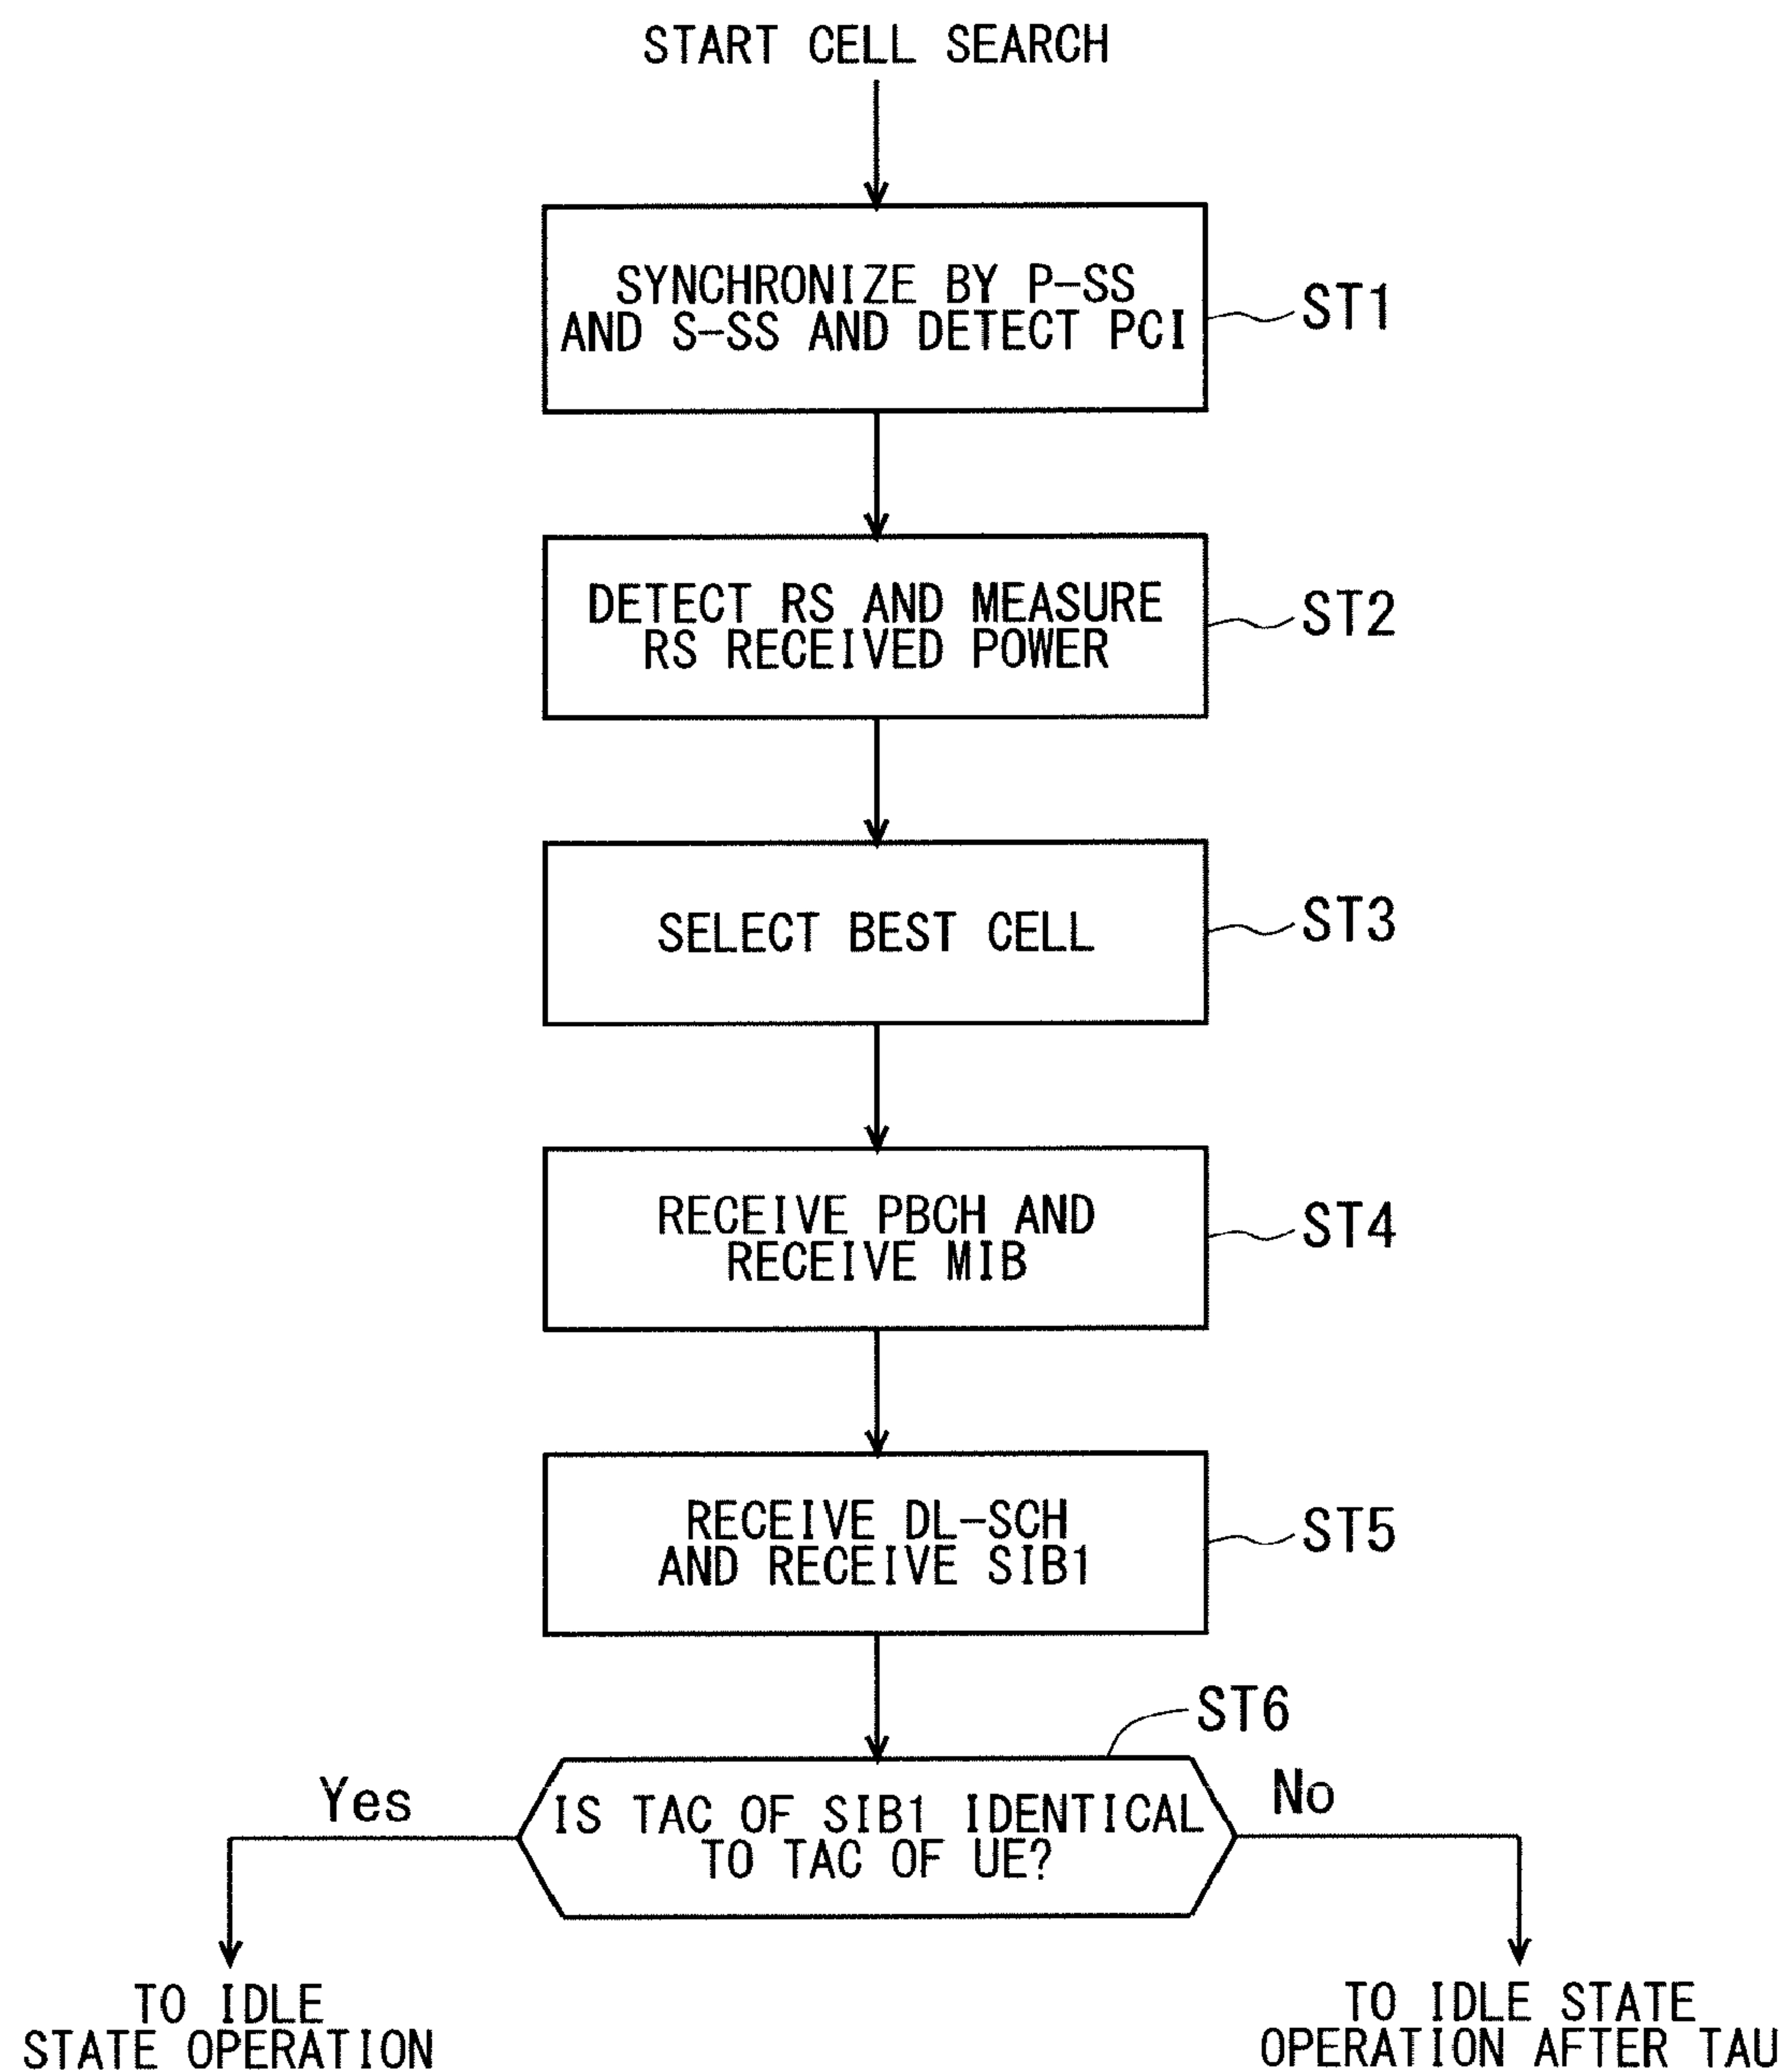 START CELL SEARCH
SYNCHRONIZE BY P-SS
AND S-SS AND DETECT PCI
ST1
DETECT RS AND MEASURE
RS RECEIVED POWER
ST2
SELECT BEST CELL
ST3
RECEIVE PBCH AND
RECEIVE MIB
ST4
RECEIVE DL-SCH
AND RECEIVE SIB1
ST5
ST6
IS TAC OF SIB1 IDENTICAL
TO TAC OF UE?
Yes
No
TO IDLE
STATE OPERATION
TO IDLE STATE
OPERATION AFTER TAU